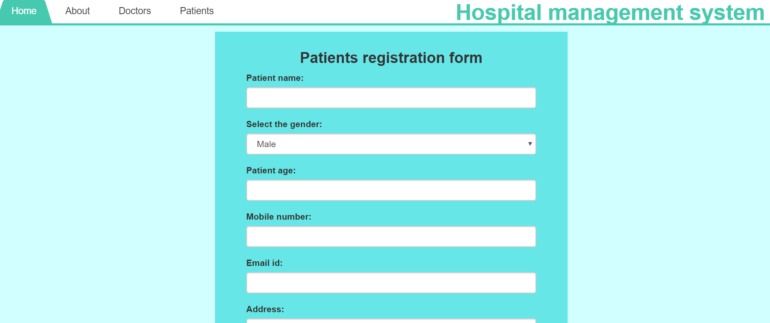 Home About Doctors Patients Hospital management system
Patients registration form
Patient name:
Select the gender:
Male
Patient age:
Mobile number:
Email id:
Address: